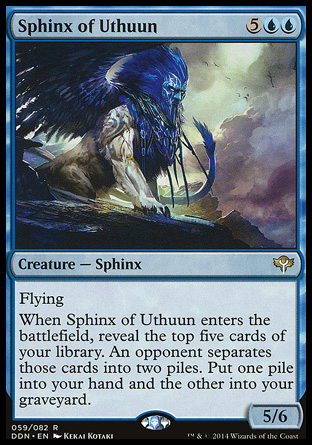 Sphinx of Uthuun 5
Creature — Sphinx
Flying
When Sphinx of Uthuun enters the
battlefield, reveal the top five cards of
your library. An opponent separates
those cards into two piles. Put one pile
into your hand and the other into your
graveyard.
5/6
059/082 R
DDN • EN Kekai Kotaki ™ & © 2014 Wizards of the Coast